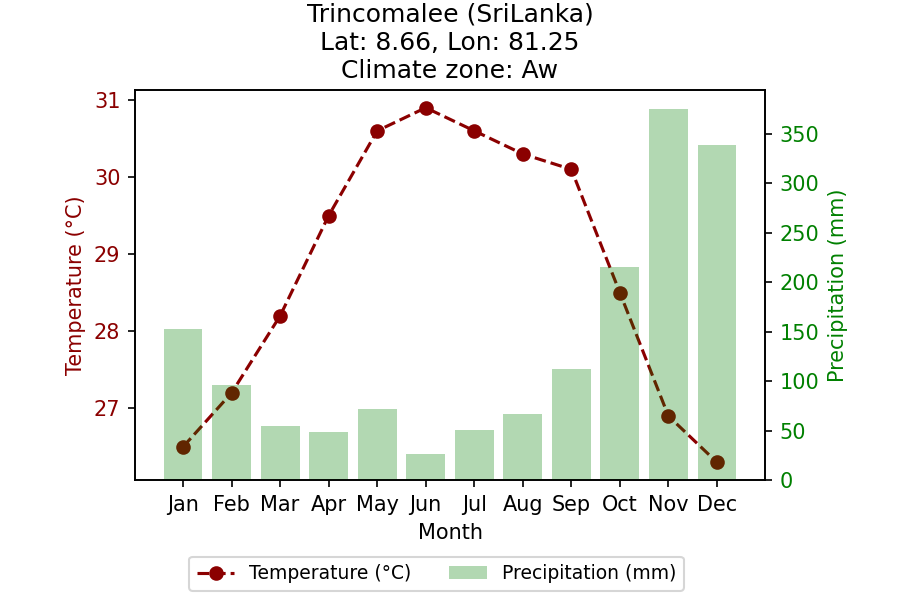 Trincomalee (SriLanka)
Lat: 8.66, Lon: 81.25
Climate zone: Aw
31
30
29
28
27
Temperature (°C)
350
300
250
200
150
100
50
0
Precipitation (mm)
Jan Feb Mar Apr May Jun Jul Aug Sep Oct Nov Dec
Month
Temperature (°C) Precipitation (mm)